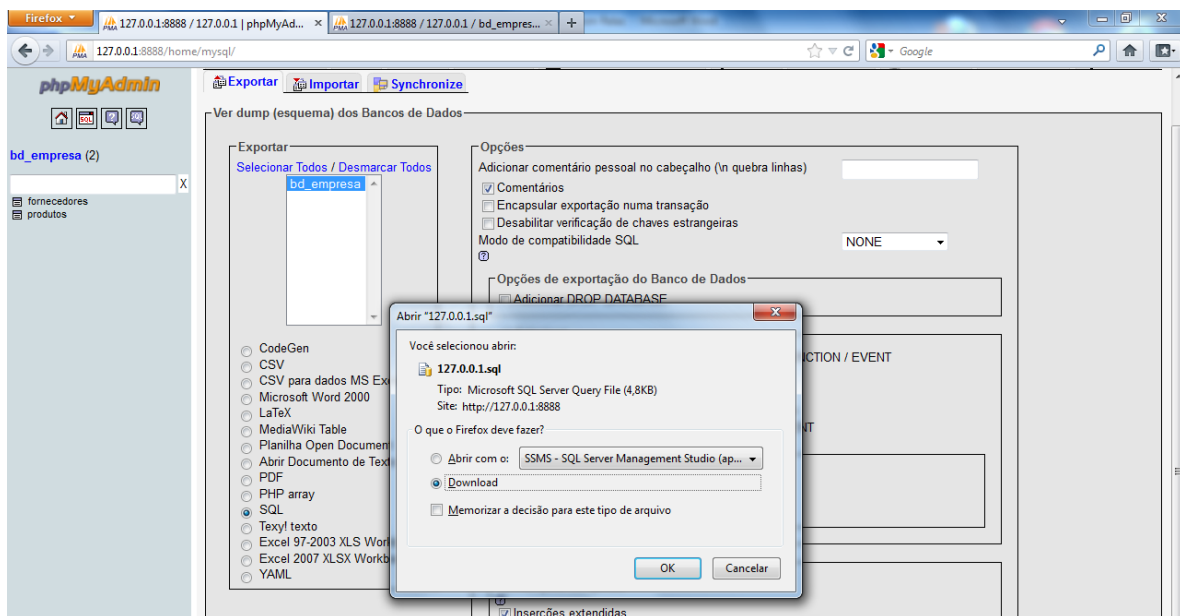 Firefox
127.0.0.1:8888 / 127.0.0.1 | phpMyAd...
127.0.0.1:8888 / 127.0.0.1 / bd_empres...
127.0.0.1:8888/home/mysql/
Google
phpMyAdmin
bd_empresa (2)
X
fornecedores
produtos
Exportar
Importar
Synchronize
Ver dump (esquema) dos Bancos de Dados
Exportar
Selecionar Todos / Desmarcar Todos
bd_empresa
CodeGen
CSV
CSV para dados MS Ex
Microsoft Word 2000
LaTeX
MediaWiki Table
Planilha Open Documen
Abrir Documento de Tex
PDF
PHP array
SQL
Texy! texto
Excel 97-2003 XLS Work
Excel 2007 XLSX Workb
YAML
Opções
Adicionar comentário pessoal no cabeçalho (\n quebra linhas)
Comentários
Encapsular exportação numa transação
Desabilitar verificação de chaves estrangeiras
Modo de compatibilidade SQL
NONE
Opções de exportação do Banco de Dados
Adicionar DROP DATABASE
CTION / EVENT
NT
Inserções extendidas
Abrir "127.0.0.1.sql"
Você selecionou abrir:
127.0.0.1.sql
Tipo: Microsoft SQL Server Query File (4,8KB)
Site: http://127.0.0.1:8888
O que o Firefox deve fazer?
Abrir com o:
SSMS - SQL Server Management Studio (ap...
Download
Memorizar a decisão para este tipo de arquivo
OK
Cancelar